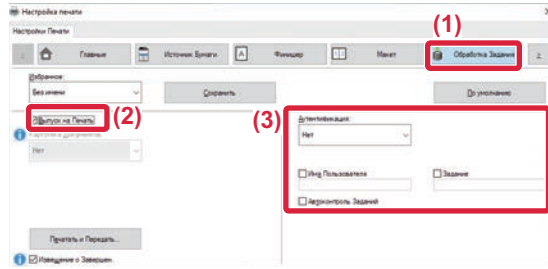 Настройка печати
Настройки Печати
(1)
Главные
Источник Бумаги
Финишер
Макет
Обработка Задания
Избранное:
Без имени
Сохранить
По умолчанию
Выпуск на Печать
(2)
(3)
Аутентификация:
Картотека Документов:
Нет
Нет
Имя Пользователя
Задание
Автоконтроль Заданий
Печатать и Передать...
Извещение о Завершен.